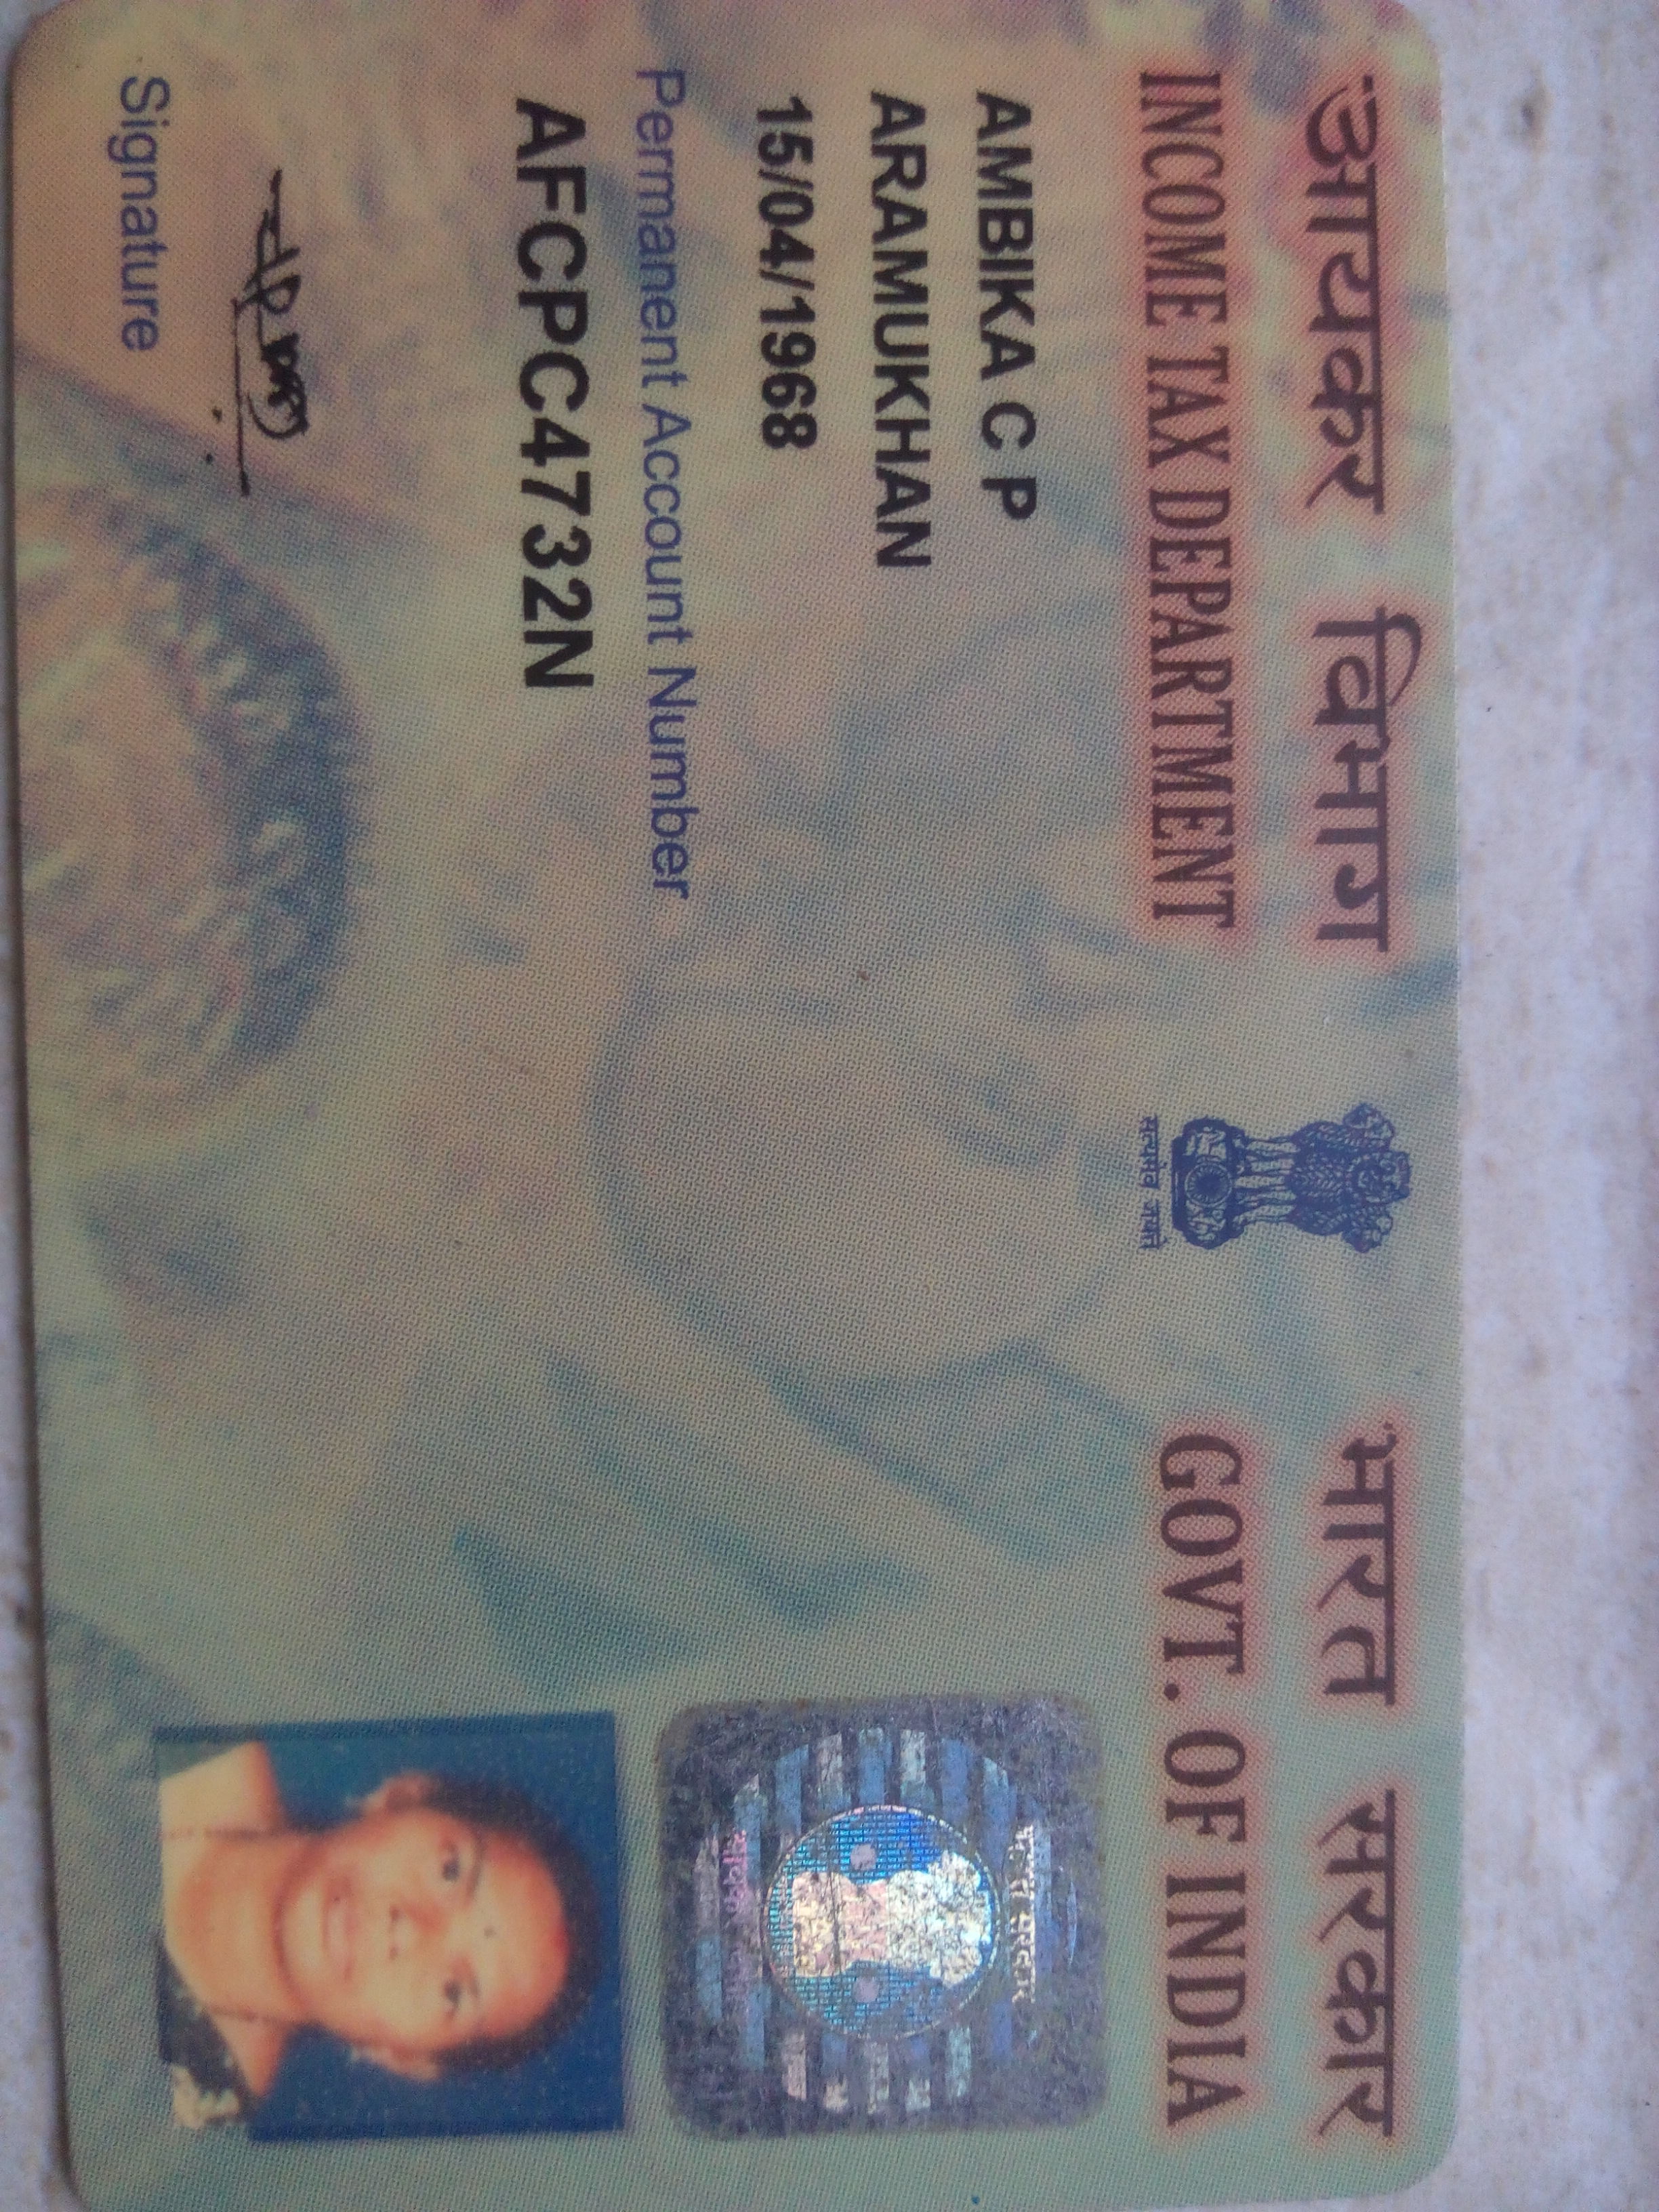 आयकर विभाग
INCOME TAX DEPARTMENT
सत्यमेव जयते
भारत सरकार
GOVT. OF INDIA
AMBIKA C P
ARAMUKHAN
15/04/1968
Permanent Account Number
AFCPC4732N
Signature